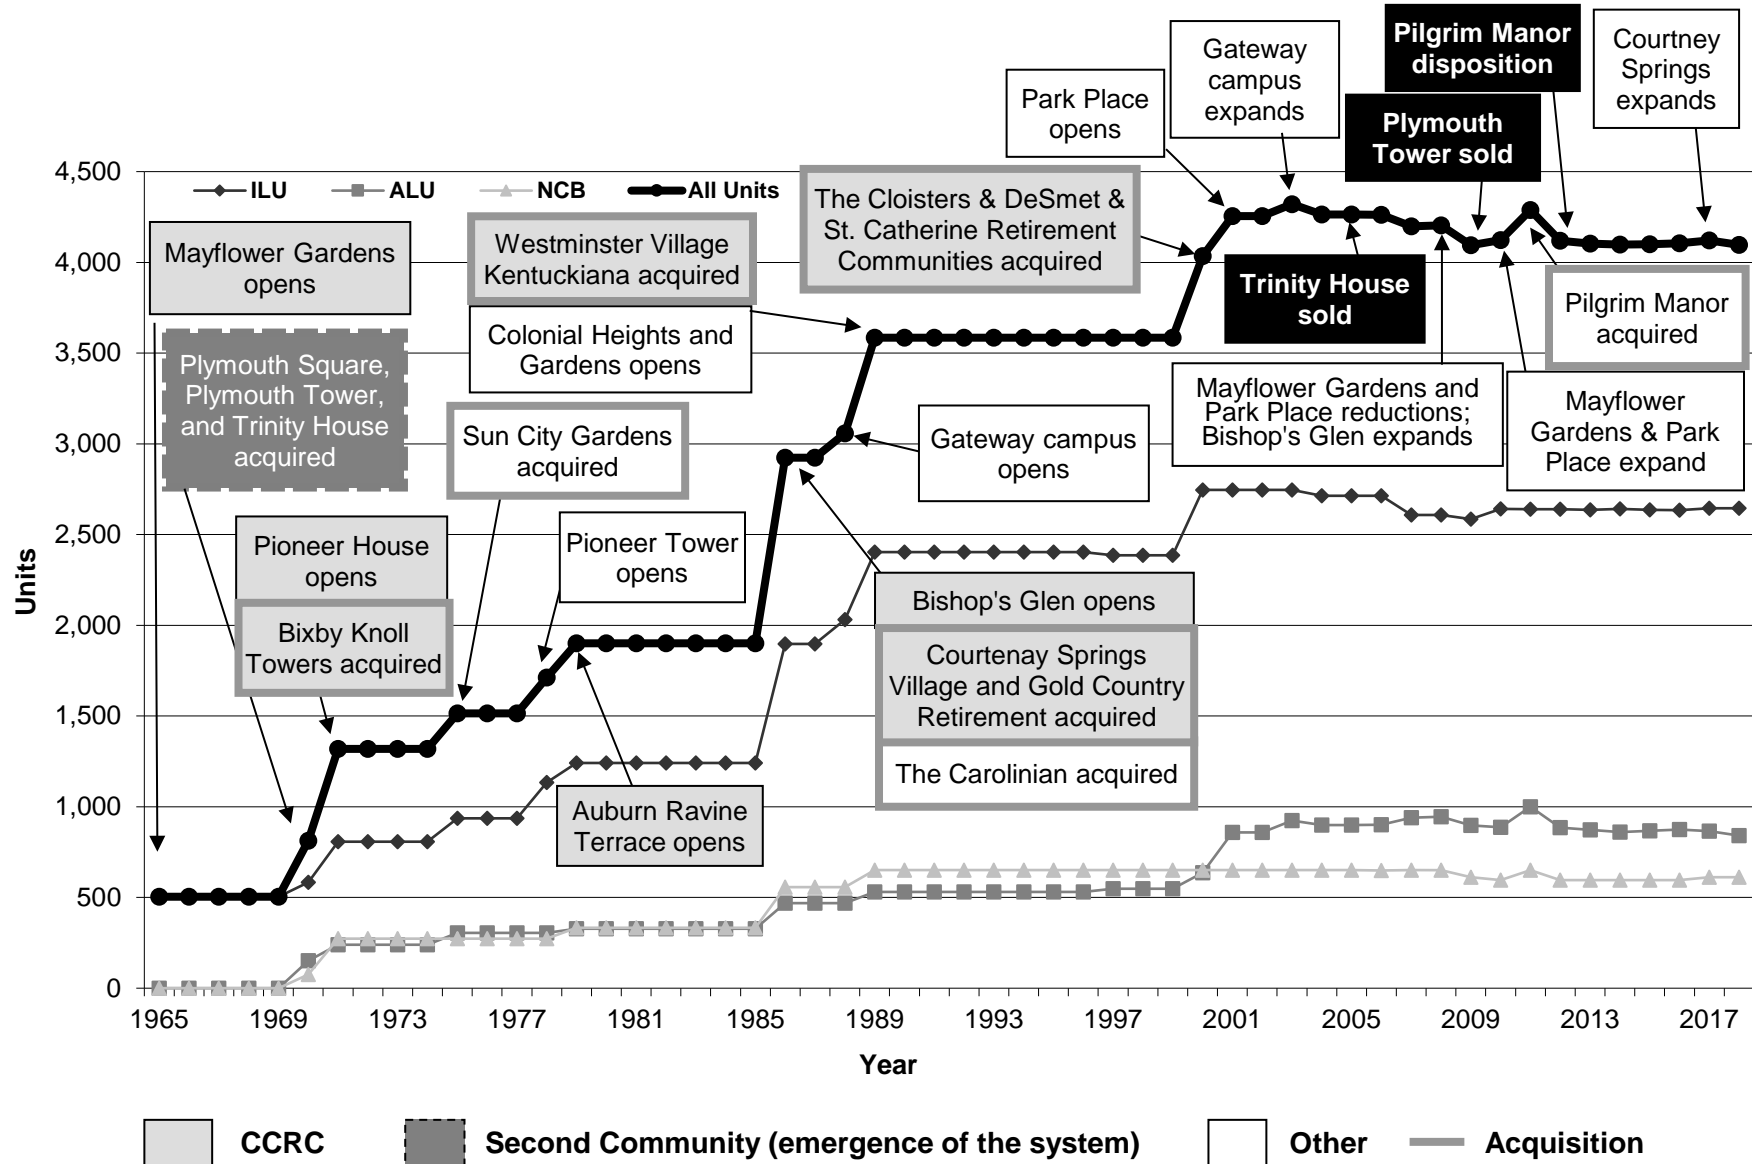 Pilgrim Manor
disposition
Courtney
Springs
expands
Gateway
campus
expands
Park Place
opens
Plymouth
Tower sold
4,500
4,000
3,500
3,000
2,500
2,000
1,500
1,000
500
0
Units
ILU ALU NCB All Units
Mayflower Gardens
opens
Westminster Village
Kentuckiana acquired
Colonial Heights and
Gardens opens
The Cloisters & DeSmet &
St. Catherine Retirement
Communities acquired
Trinity House
sold
Pilgrim Manor
acquired
Plymouth Square,
Plymouth Tower,
and Trinity House
acquired
Sun City Gardens
acquired
Gateway campus
opens
Mayflower Gardens and
Park Place reductions;
Bishop's Glen expands
Mayflower
Gardens & Park
Place expand
Pioneer House
opens
Bixby Knoll
Towers acquired
Pioneer Tower
opens
Bishop's Glen opens
Courtenay Springs
Village and Gold Country
Retirement acquired
The Carolinian acquired
Auburn Ravine
Terrace opens
1965 1969 1973 1977 1981 1985 1989 1993 1997 2001 2005 2009 2013 2017
Year
CCRC Second Community (emergence of the system) Other Acquisition